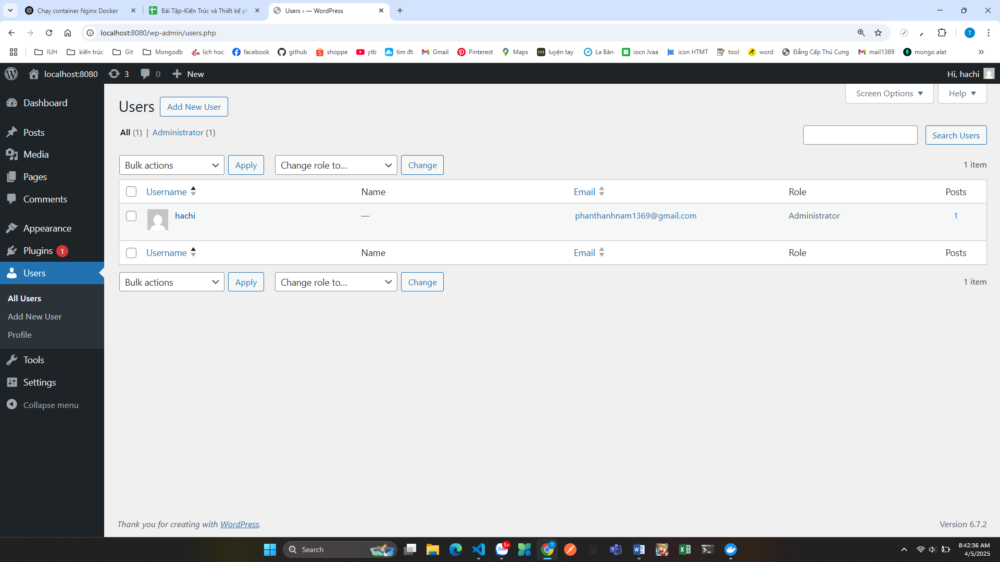 Chạy container Nginx Docker
Bài Tập-Kiến Trúc và Thiết kế ph
Users ‹ — WordPress
localhost:8080/wp-admin/users.php
T
IUH
kiến trúc
Git
Mongodb
lịch học
facebook
github
shoppe
ytb
tim đt
Gmail
Pinterest
Maps
mt luyện tay
La Bàn
iocn Jvaa
icon HTMT
tool
word
Đẳng Cấp Thú Cưng
mail1369
mongo alat
localhost:8080
3
0
New
Hi, hachi
Dashboard
Posts
Media
Pages
Comments
Appearance
Plugins 1
Users
All Users
Add New User
Profile
Tools
Settings
Collapse menu
Screen Options
Help
Users
Add New User
All (1) | Administrator (1)
Search Users
Bulk actions
Apply
Change role to…
Change
1 item
Username
Name
Email
Role
Posts
hachi
—
phanthanhnam1369@gmail.com
Administrator
1
Username
Name
Email
Role
Posts
Bulk actions
Apply
Change role to…
Change
1 item
Thank you for creating with WordPress.
Version 6.7.2
Search
Zalo
5+
T
8:42:36 AM
4/5/2025